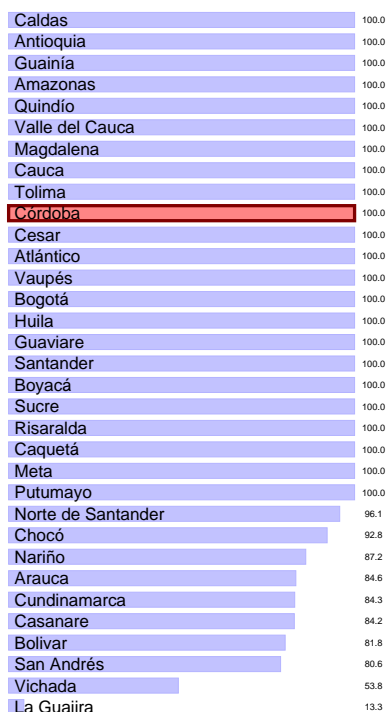 Caldas 100.0
Antioquia 100.0
Guainía 100.0
Amazonas 100.0
Quindío 100.0
Valle del Cauca 100.0
Magdalena 100.0
Cauca 100.0
Tolima 100.0
Córdoba 100.0
Cesar 100.0
Atlántico 100.0
Vaupés 100.0
Bogotá 100.0
Huila 100.0
Guaviare 100.0
Santander 100.0
Boyacá 100.0
Sucre 100.0
Risaralda 100.0
Caquetá 100.0
Meta 100.0
Putumayo 100.0
Norte de Santander 96.1
Chocó 92.8
Nariño 87.2
Arauca 84.6
Cundinamarca 84.3
Casanare 84.2
Bolivar 81.8
San Andrés 80.6
Vichada 53.8
La Guajira 13.3